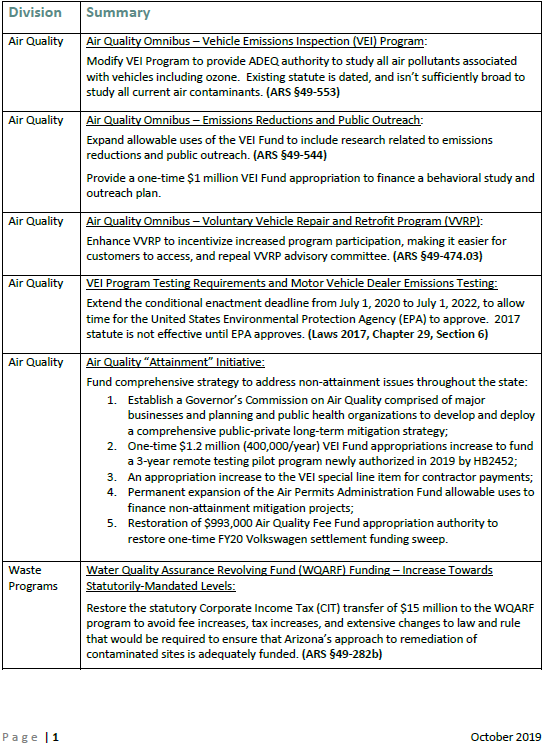 Division Summary
Air Quality Air Quality Omnibus – Vehicle Emissions Inspection (VEI) Program:
Modify VEI Program to provide ADEQ authority to study all air pollutants associated
with vehicles including ozone. Existing statute is dated, and isn't sufficiently broad to
study all current air contaminants. (ARS §49-553)
Air Quality Air Quality Omnibus – Emissions Reductions and Public Outreach:
Expand allowable uses of the VEI Fund to include research related to emissions
reductions and public outreach. (ARS §49-544)
Provide a one-time $1 million VEI Fund appropriation to finance a behavioral study and
outreach plan.
Air Quality Air Quality Omnibus – Voluntary Vehicle Repair and Retrofit Program (VVRP):
Enhance VVRP to incentivize increased program participation, making it easier for
customers to access, and repeal VVRP advisory committee. (ARS §49-474.03)
Air Quality VEI Program Testing Requirements and Motor Vehicle Dealer Emissions Testing:
Extend the conditional enactment deadline from July 1, 2020 to July 1, 2022, to allow
time for the United States Environmental Protection Agency (EPA) to approve. 2017
statute is not effective until EPA approves. (Laws 2017, Chapter 29, Section 6)
Air Quality Air Quality "Attainment" Initiative:
Fund comprehensive strategy to address non-attainment issues throughout the state:
1. Establish a Governor's Commission on Air Quality comprised of major
businesses and planning and public health organizations to develop and deploy
a comprehensive public-private long-term mitigation strategy;
2. One-time $1.2 million (400,000/year) VEI Fund appropriations increase to fund
a 3-year remote testing pilot program newly authorized in 2019 by HB2452;
3. An appropriation increase to the VEI special line item for contractor payments;
4. Permanent expansion of the Air Permits Administration Fund allowable uses to
finance non-attainment mitigation projects;
5. Restoration of $993,000 Air Quality Fee Fund appropriation authority to
restore one-time FY20 Volkswagen settlement funding sweep.
Waste Water Quality Assurance Revolving Fund (WQARF) Funding – Increase Towards
Programs Statutorily-Mandated Levels:
Restore the statutory Corporate Income Tax (CIT) transfer of $15 million to the WQARF
program to avoid fee increases, tax increases, and extensive changes to law and rule
that would be required to ensure that Arizona's approach to remediation of
contaminated sites is adequately funded. (ARS §49-282b)
Page | 1 October 2019